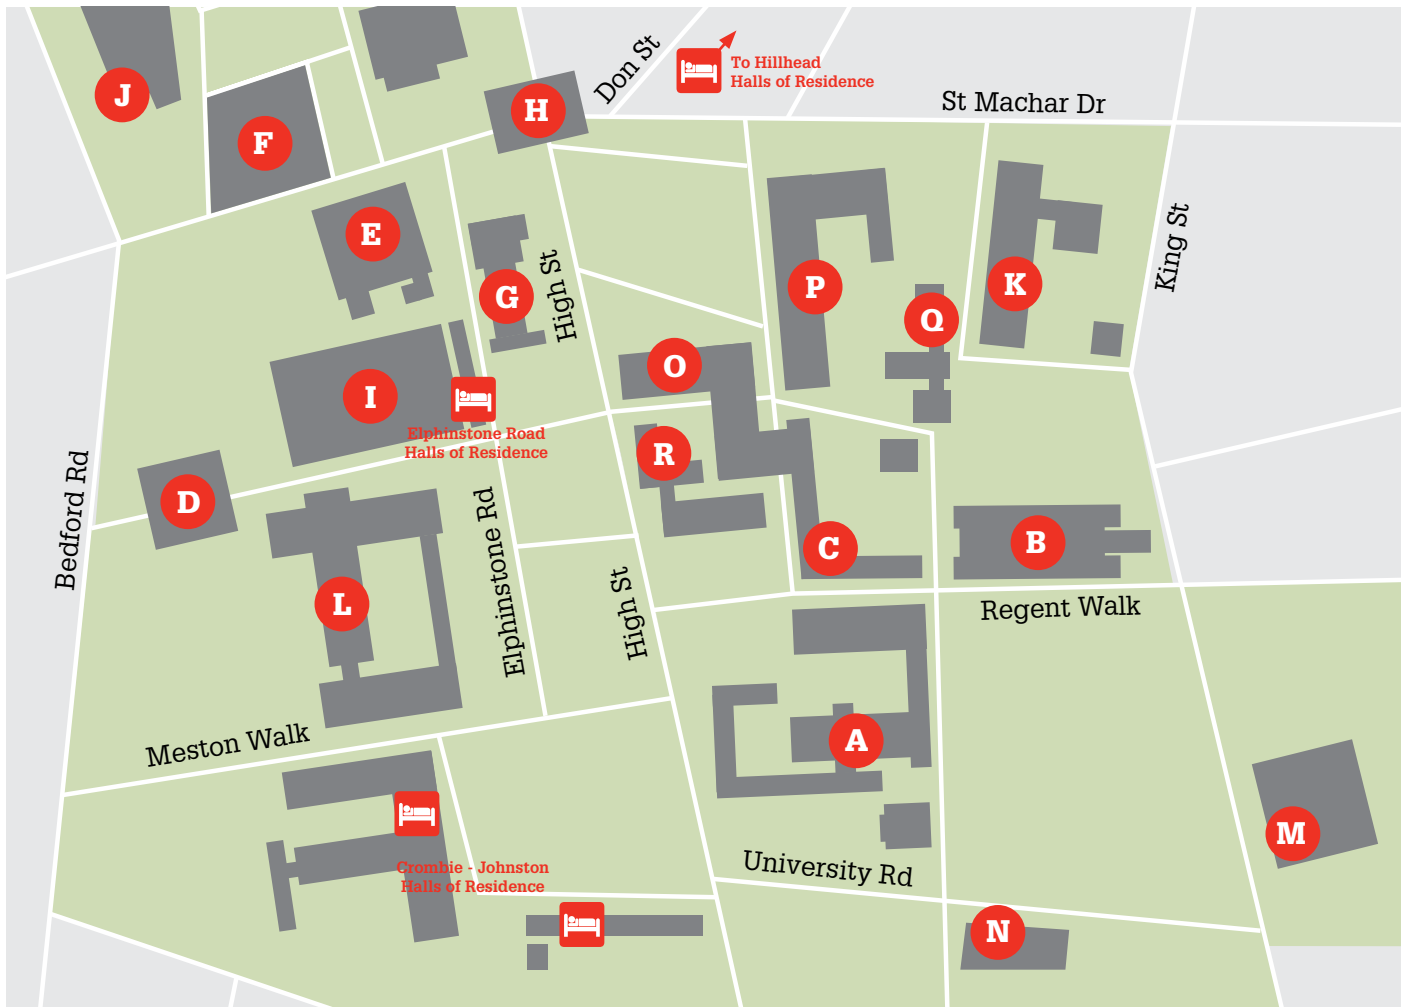 Don St
To Hillhead
Halls of Residence
J
St Machar Dr
H
F
E
King St
G
High St
P
K
Q
O
I
Elphinstone Road
Halls of Residence
R
Bedford Rd
D
Elphinstone Rd
C
B
High St
L
Regent Walk
Meston Walk
A
M
Crombie - Johnston
Halls of Residence
University Rd
N